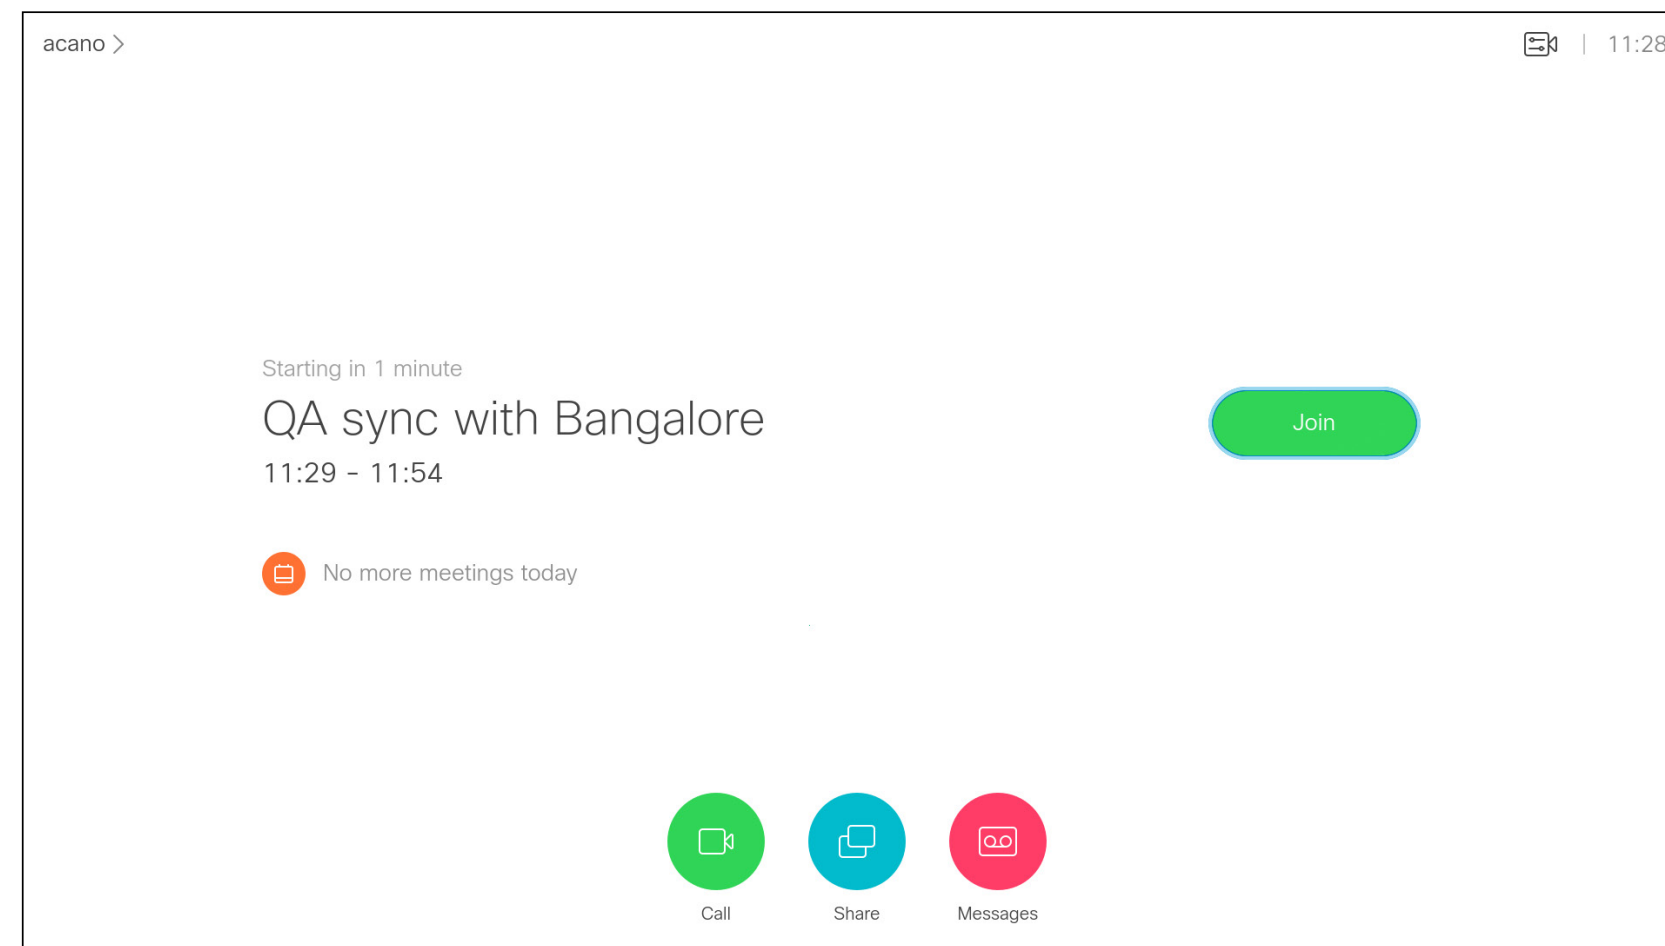 acano
11:28
Starting in 1 minute
QA sync with Bangalore
11:29 - 11:54
Join
No more meetings today
Call
Share
Messages